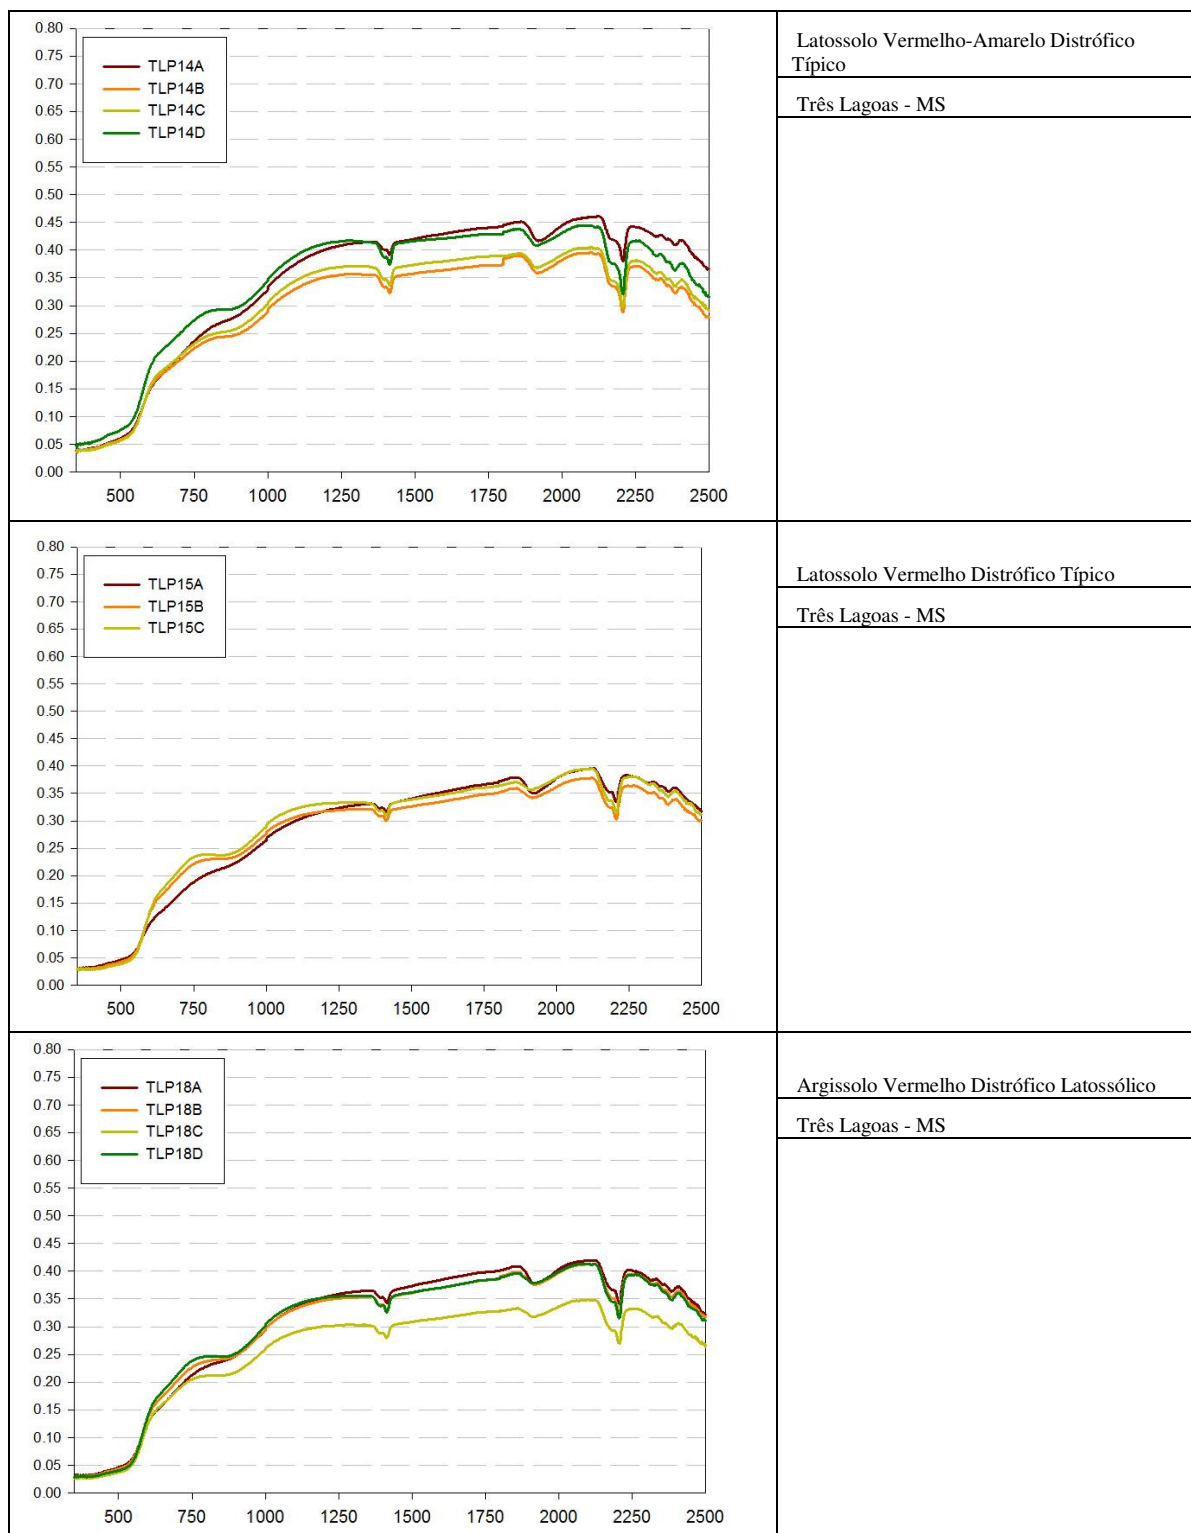 0.80
0.75
0.70
0.65
0.60
0.55
0.50
0.45
0.40
0.35
0.30
0.25
0.20
0.15
0.10
0.05
0.00
TLP14A
TLP14B
TLP14C
TLP14D
500 750 1000 1250 1500 1750 2000 2250 2500
Latossolo Vermelho-Amarelo Distrófico
Típico
Três Lagoas - MS
0.80
0.75
0.70
0.65
0.60
0.55
0.50
0.45
0.40
0.35
0.30
0.25
0.20
0.15
0.10
0.05
0.00
TLP15A
TLP15B
TLP15C
500 750 1000 1250 1500 1750 2000 2250 2500
Latossolo Vermelho Distrófico Típico
Três Lagoas - MS
0.80
0.75
0.70
0.65
0.60
0.55
0.50
0.45
0.40
0.35
0.30
0.25
0.20
0.15
0.10
0.05
0.00
TLP18A
TLP18B
TLP18C
TLP18D
500 750 1000 1250 1500 1750 2000 2250 2500
Argissolo Vermelho Distrófico Latossólico
Três Lagoas - MS